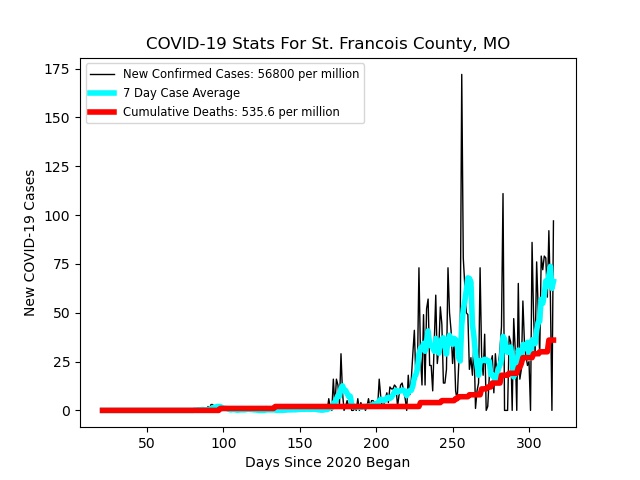 COVID-19 Stats For St. Francois County, MO
New Confirmed Cases: 56800 per million
7 Day Case Average
Cumulative Deaths: 535.6 per million
New COVID-19 Cases
175
150
125
100
75
50
25
0
50
100
150
200
250
300
Days Since 2020 Began